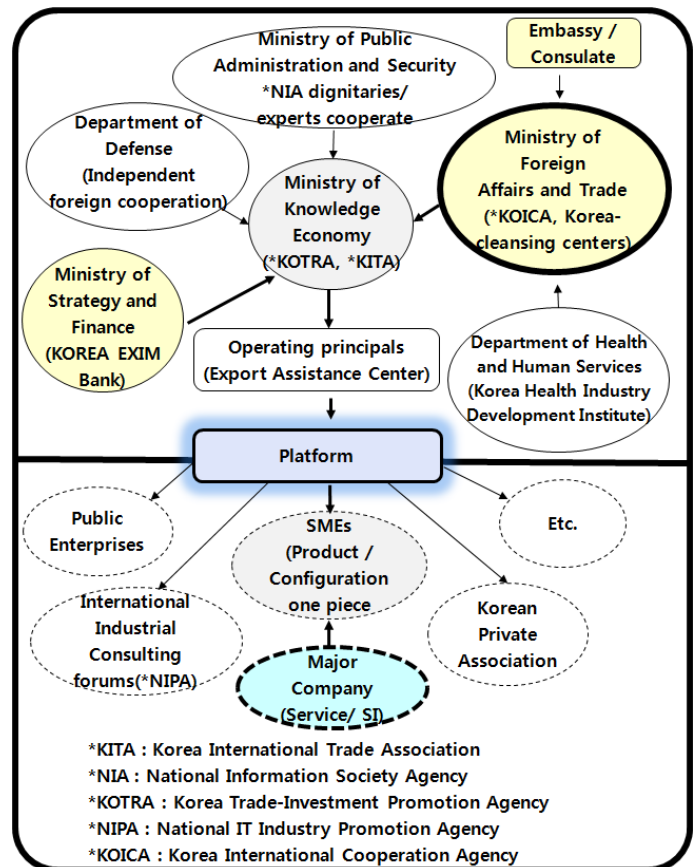 Ministry of Public
Administration and Security
*NIA dignitaries/
experts cooperate
Embassy /
Consulate
Department of
Defense
(Independent
foreign cooperation)
Ministry of
Knowledge
Economy
(*KOTRA, *KITA)
Ministry of
Foreign
Affairs and Trade
(*KOICA, Korea-
cleansing centers)
Ministry of
Strategy and
Finance
(KOREA EXIM
Bank)
Operating principals
(Export Assistance Center)
Department of Health
and Human Services
(Korea Health Industry
Development Institute)
Platform
Public
Enterprises
SMEs
(Product /
Configuration
one piece
Etc.
International
Industrial
Consulting
forums(*NIPA)
Korean
Private
Association
Major
Company
(Service/ SI)
*KITA : Korea International Trade Association
*NIA : National Information Society Agency
*KOTRA : Korea Trade-Investment Promotion Agency
*NIPA : National IT Industry Promotion Agency
*KOICA : Korea International Cooperation Agency